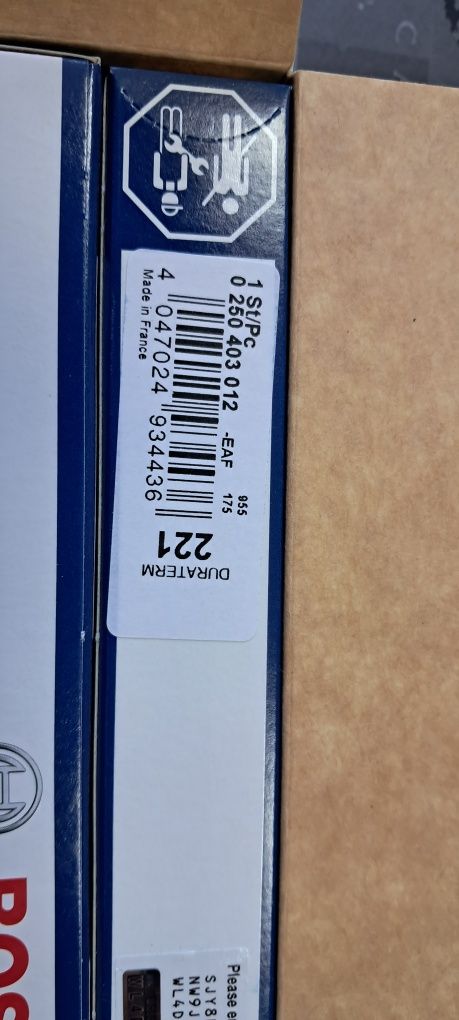 1 St/Pc
0 250 403 012
-EAF
955
175
4 047024 934436
Made in France
221
DURATERM
Please
SJY8
NW9J
WL4D